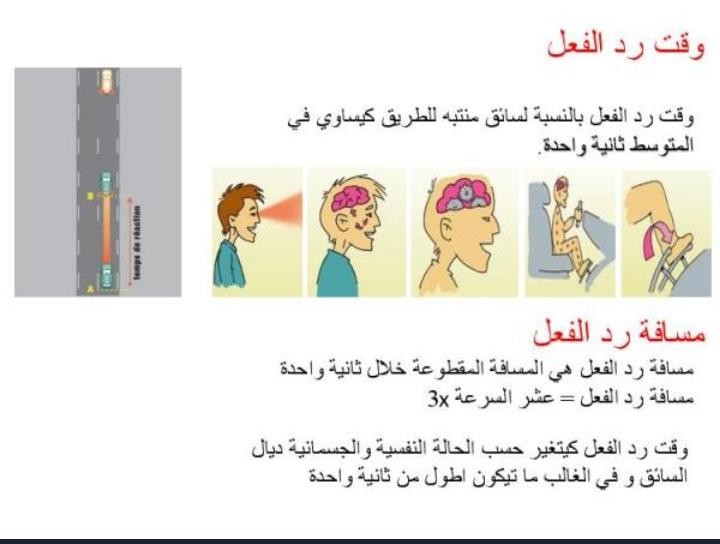 وقت رد الفعل
وقت رد الفعل بالنسبة لسائق منتبه للطريق كيساوي في
المتوسط ثانية واحدة.
B
temps de réaction
A
مسافة رد الفعل
مسافة رد الفعل هي المسافة المقطوعة خلال ثانية واحدة
مسافة رد الفعل = عشر السرعة 3x
وقت رد الفعل كيتغير حسب الحالة النفسية والجسمانية ديال
السائق و في الغالب ما تيكون اطول من ثانية واحدة